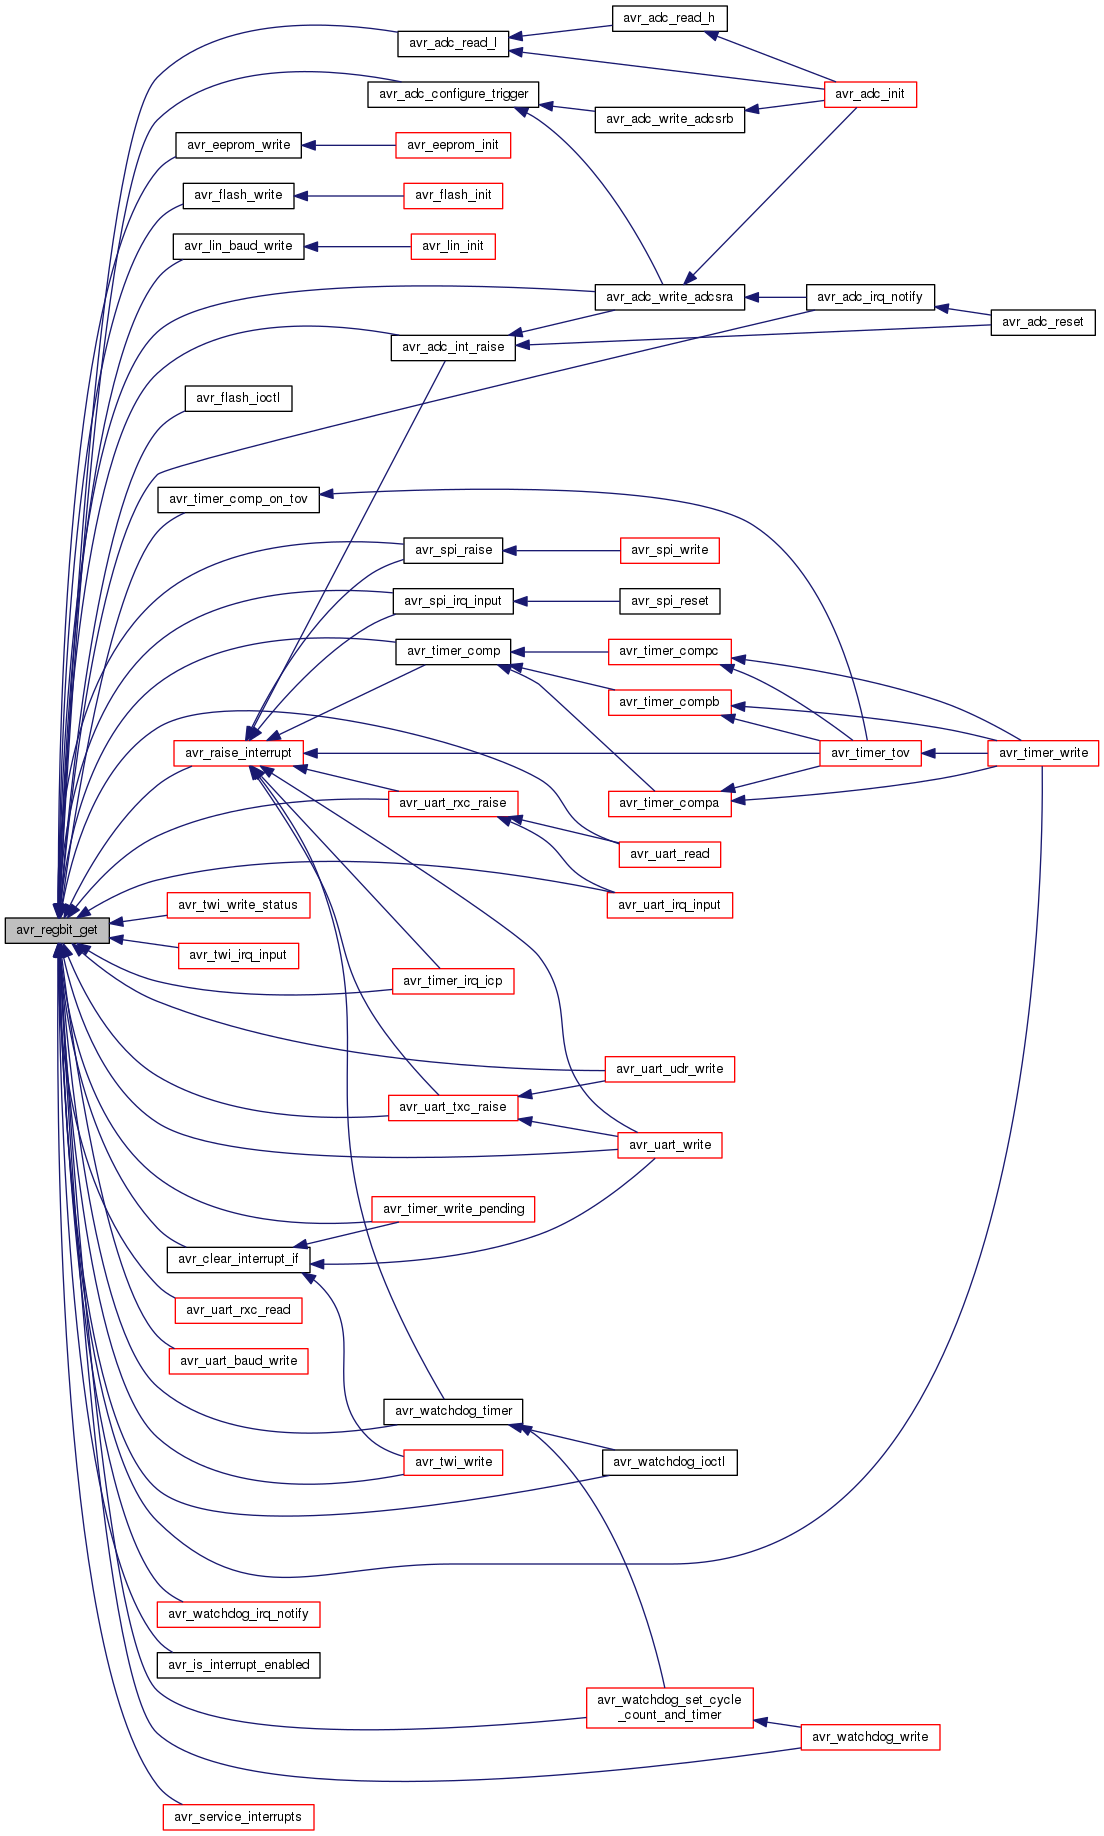 avr_adc_read_h
avr_adc_read_l
avr_adc_configure_trigger
avr_adc_init
avr_adc_write_adcsrb
avr_eeprom_write
avr_eeprom_init
avr_flash_write
avr_flash_init
avr_lin_baud_write
avr_lin_init
avr_adc_write_adcsra
avr_adc_irq_notify
avr_adc_reset
avr_adc_int_raise
avr_flash_ioctl
avr_timer_comp_on_tov
avr_spi_raise
avr_spi_write
avr_spi_irq_input
avr_spi_reset
avr_timer_comp
avr_timer_compc
avr_timer_compb
avr_raise_interrupt
avr_timer_tov
avr_timer_write
avr_uart_rxc_raise
avr_timer_compa
avr_uart_read
avr_twi_write_status
avr_uart_irq_input
avr_regbit_get
avr_twi_irq_input
avr_timer_irq_icp
avr_uart_udr_write
avr_uart_txc_raise
avr_uart_write
avr_timer_write_pending
avr_clear_interrupt_if
avr_uart_rxc_read
avr_uart_baud_write
avr_watchdog_timer
avr_twi_write
avr_watchdog_ioctl
avr_watchdog_irq_notify
avr_is_interrupt_enabled
avr_watchdog_set_cycle
_count_and_timer
avr_watchdog_write
avr_service_interrupts